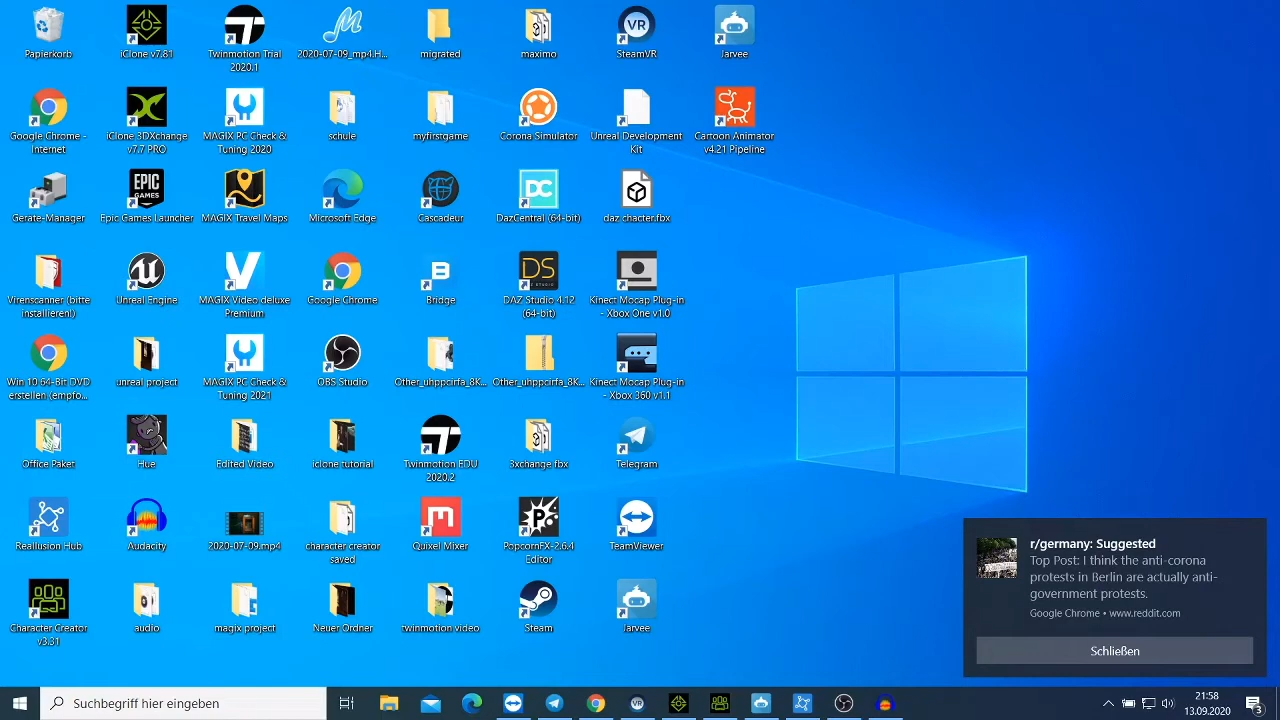 Papierkorb
iClone v7.81
Twinmotion Trial
2020.1
2020-07-09_mp4.H...
migrated
maximo
SteamVR
VR
Jarvee
Google Chrome -
Internet
iClone 3DXchange
v7.7 PRO
MAGIX PC Check &
Tuning 2020
schule
myfirstgame
Corona Simulator
Unreal Development
Kit
Cartoon Animator
v4.21 Pipeline
Geräte-Manager
EPIC
GAMES
Epic Games Launcher
MAGIX Travel Maps
Microsoft Edge
Cascadeur
DC
DazCentral (64-bit)
daz chacter.fbx
Virenscanner (bitte
installieren!)
Unreal Engine
MAGIX Video deluxe
Premium
Google Chrome
B
Bridge
DS
DAZ Studio 4.12
(64-bit)
Kinect Mocap Plug-in
- Xbox One v1.0
Win 10 64-Bit DVD
erstellen (empfo...
unreal project
MAGIX PC Check &
Tuning 2021
OBS Studio
Other_uhppcirfa_8K...
Other_uhppcirfa_8K...
Kinect Mocap Plug-in
- Xbox 360 v1.1
Office Paket
Hue
Edited Video
iclone tutorial
Twinmotion EDU
2020.2
3xchange fbx
Telegram
Reallusion Hub
Audacity
2020-07-09.mp4
character creator
saved
Quixel Mixer
P
PopcornFX-2.6.4
Editor
TeamViewer
Character Creator
v3.31
audio
magix project
Neuer Ordner
twinmotion video
Steam
Jarvee
r/germany: Suggested
Top Post: I think the anti-corona
protests in Berlin are actually anti-
government protests.
Google Chrome • www.reddit.com
Schließen
Suchbegriff hier eingeben
VR
21:58
13.09.2020
3